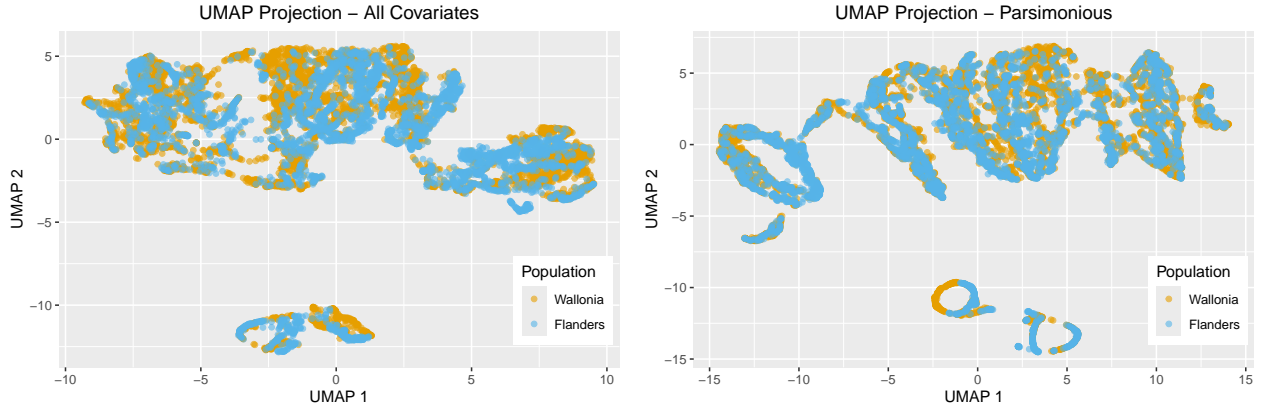 UMAP Projection – All Covariates
5
0
−5
−10
UMAP 2
−10
−5
0
5
10
UMAP 1
Population
Wallonia
Flanders
UMAP Projection – Parsimonious
5
0
−5
−10
−15
UMAP 2
−15
−10
−5
0
5
10
15
UMAP 1
Population
Wallonia
Flanders